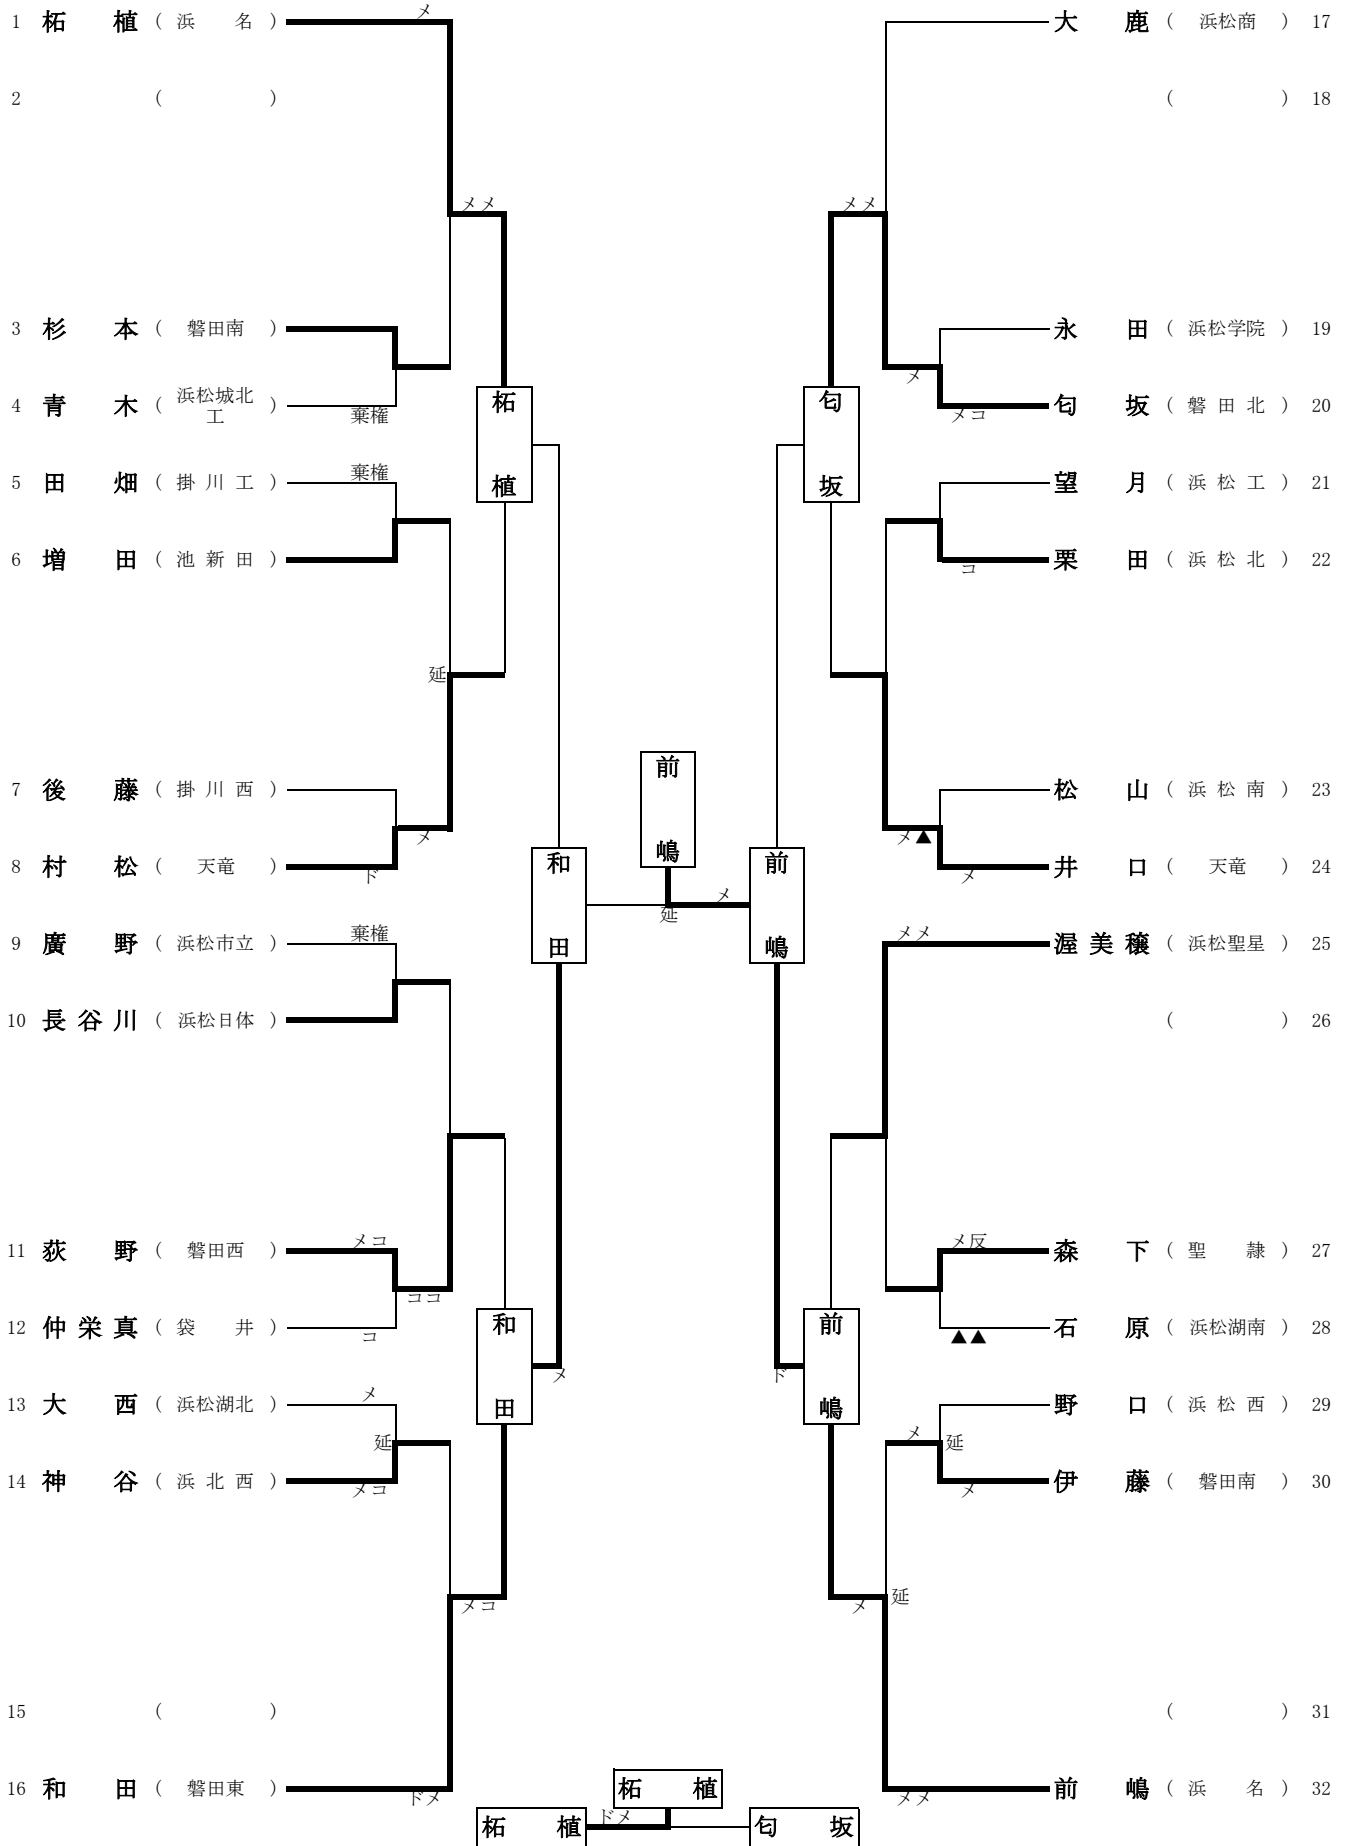 メ
1 柘植 （ 浜名 ） 大鹿 （ 浜松商 ） 17
2 （ ） （ ） 18
メメ メメ
3 杉本 （ 磐田南 ） 永田 （ 浜松学院 ） 19
メ
4 青木 （ 浜松城北工 ） 棄権 柘植 匂坂 メコ 匂坂 （ 磐田北 ） 20
5 田畑 （ 掛川工 ） 棄権 望月 （ 浜松工 ） 21
6 増田 （ 池新田 ） コ 栗田 （ 浜松北 ） 22
延
7 後藤 （ 掛川西 ） 前嶋 松山 （ 浜松南 ） 23
メ メ▲
8 村松 （ 天竜 ） ド 和田 前嶋 メ 井口 （ 天竜 ） 24
メ
延
9 廣野 （ 浜松市立 ） 棄権 メメ 渥美穣 （ 浜松聖星 ） 25
10 長谷川 （ 浜松日体 ） （ ） 26
11 荻野 （ 磐田西 ） メコ メ反 森下 （ 聖隷 ） 27
ココ
12 仲栄真 （ 袋井 ） コ 和田 前嶋 ▲▲ 石原 （ 浜松湖南 ） 28
メ ド
13 大西 （ 浜松湖北 ） メ 野口 （ 浜松西 ） 29
延 メ 延
14 神谷 （ 浜北西 ） メコ メ 伊藤 （ 磐田南 ） 30
メコ メ 延
15 （ ） （ ） 31
16 和田 （ 磐田東 ） ドメ 柘植 メメ 前嶋 （ 浜名 ） 32
柘植 ドメ 匂坂